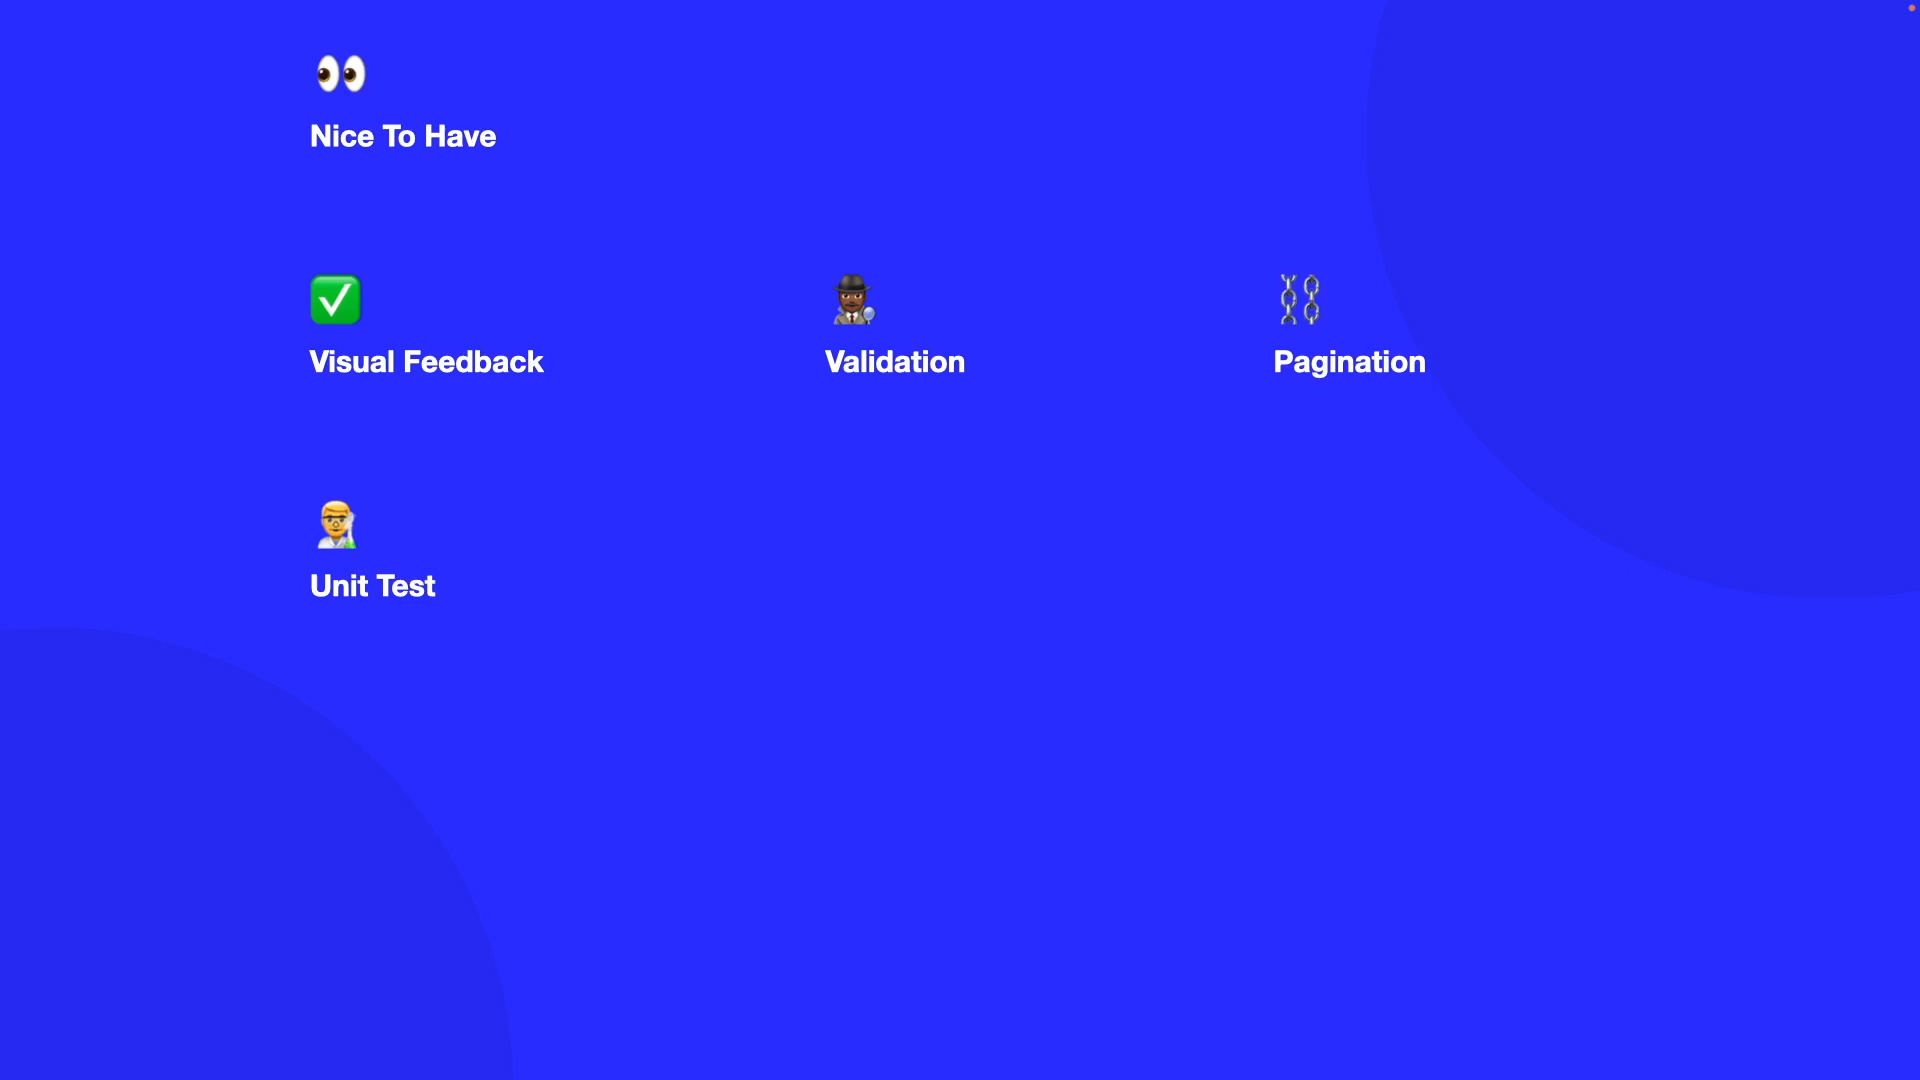 Nice To Have
Visual Feedback
Validation
Pagination
Unit Test